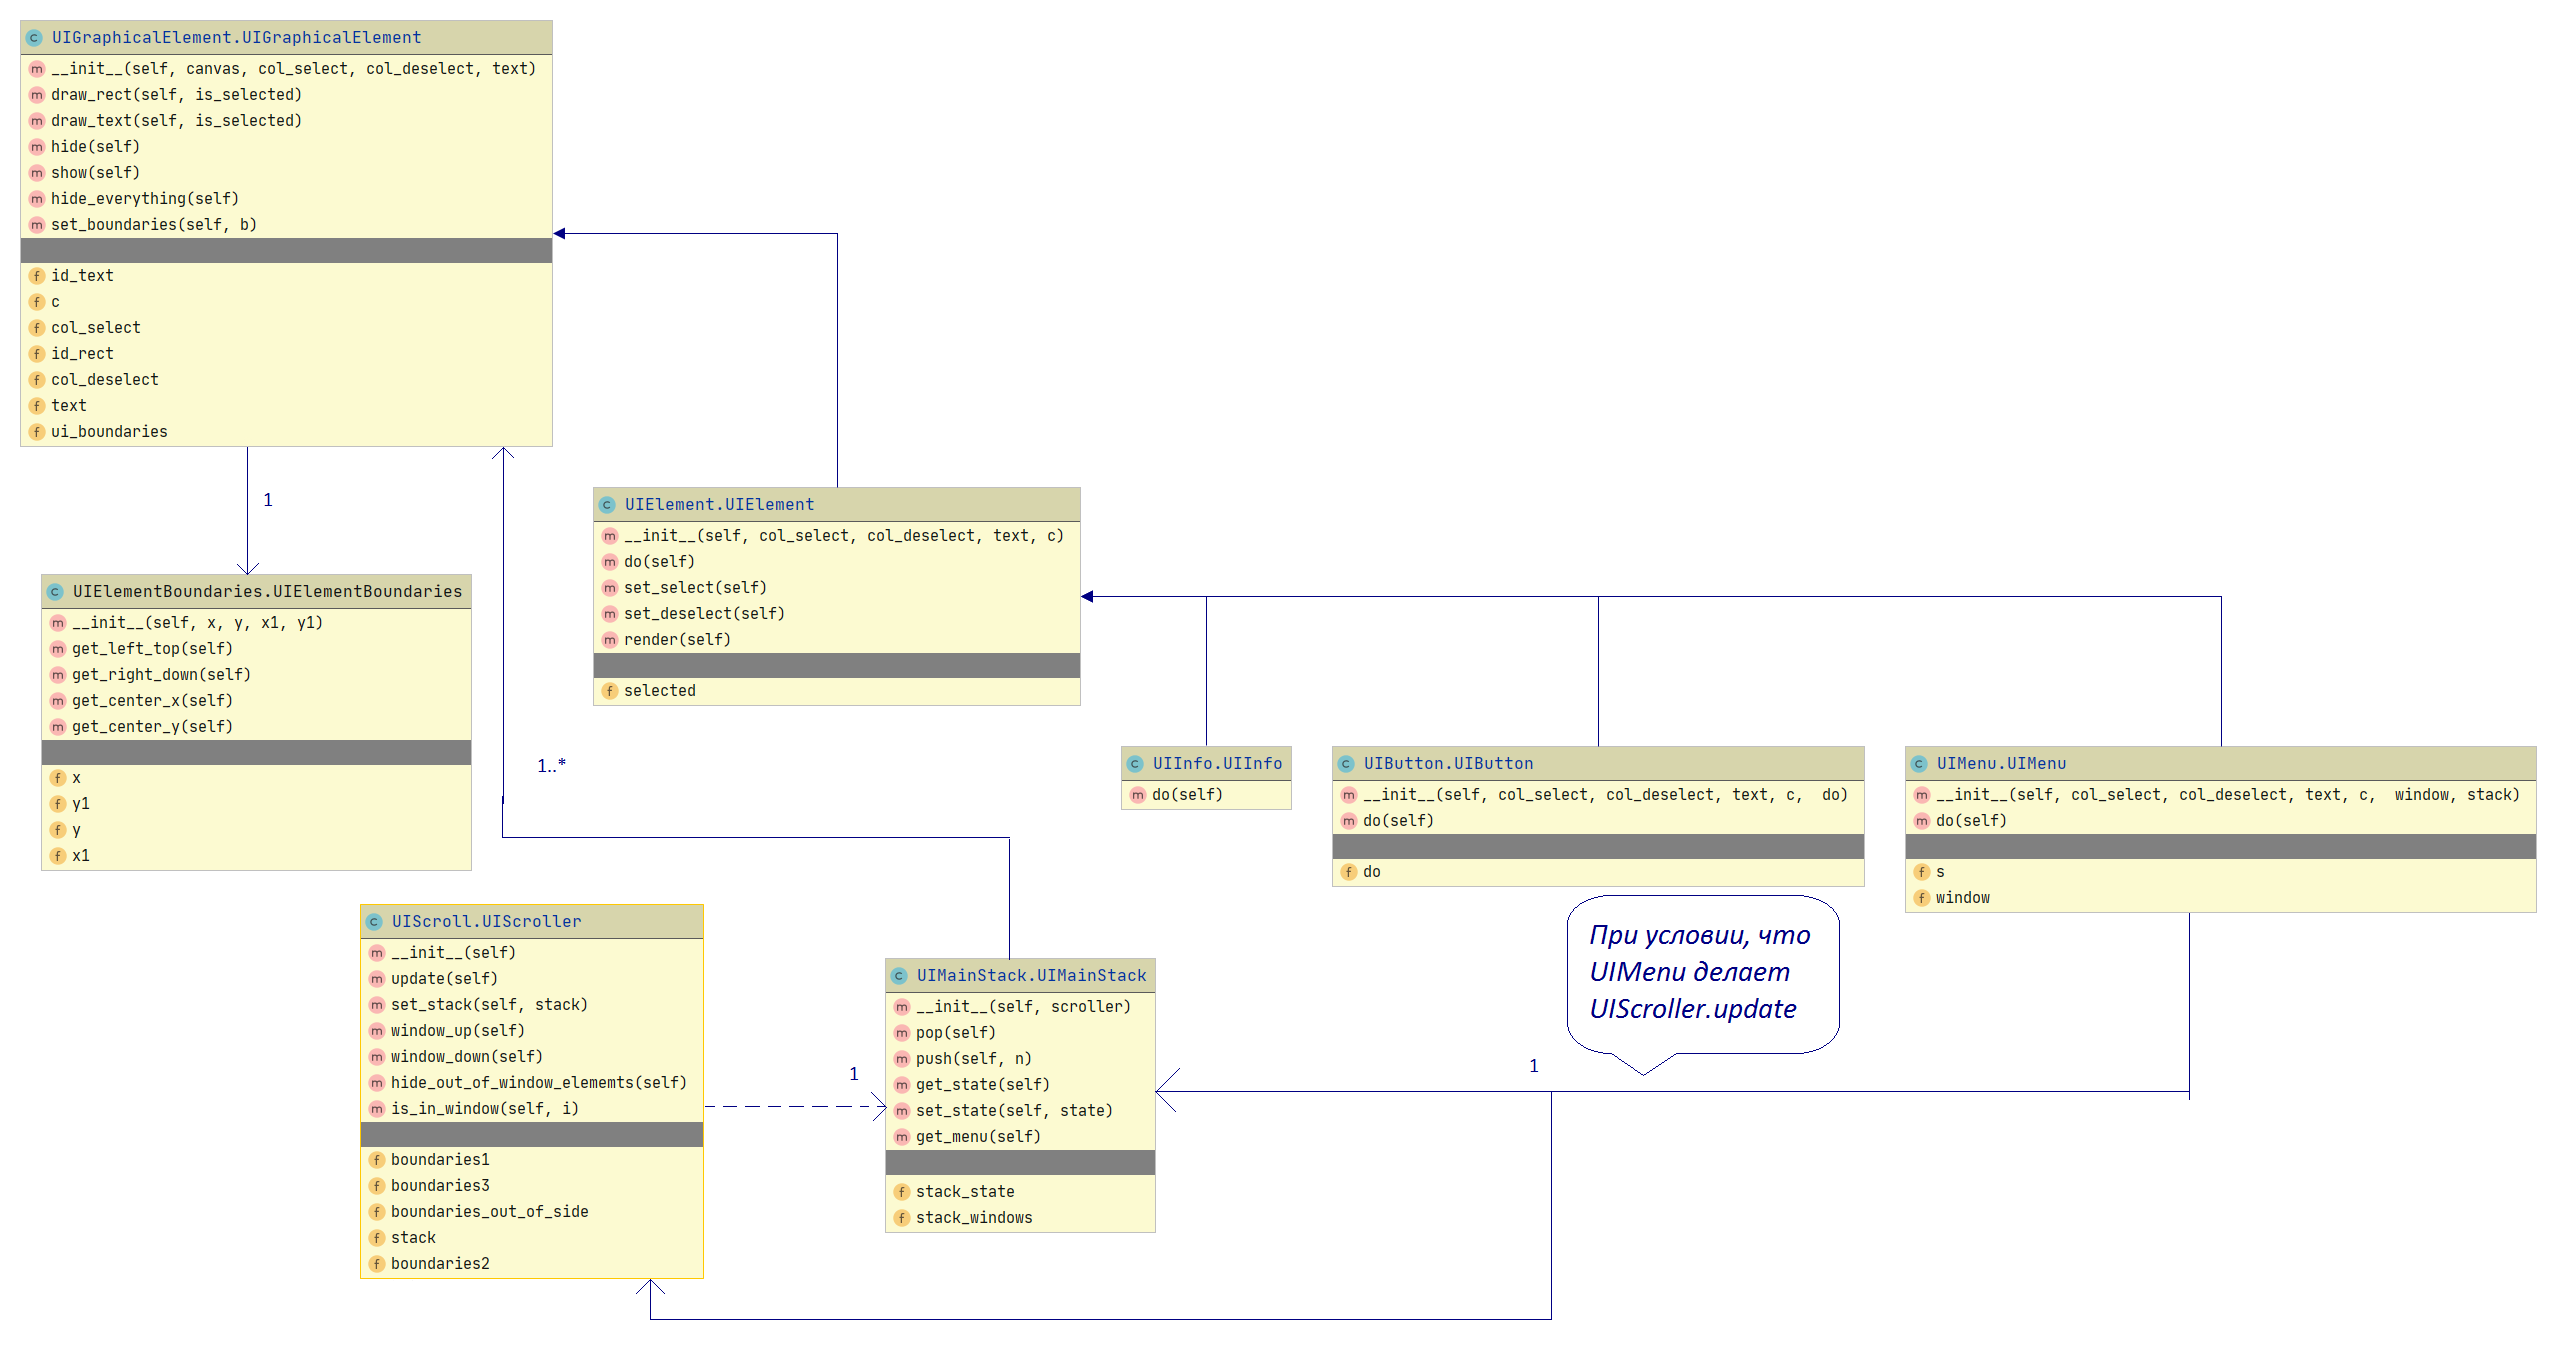 UIGraphicalElement.UIGraphicalElement
__init__(self, canvas, col_select, col_deselect, text)
draw_rect(self, is_selected)
draw_text(self, is_selected)
hide(self)
show(self)
hide_everything(self)
set_boundaries(self, b)
id_text
c
col_select
id_rect
col_deselect
text
ui_boundaries
1
UIElement.UIElement
__init__(self, col_select, col_deselect, text, c)
do(self)
set_select(self)
set_deselect(self)
render(self)
selected
UIElementBoundaries.UIElementBoundaries
__init__(self, x, y, x1, y1)
get_left_top(self)
get_right_down(self)
get_center_x(self)
get_center_y(self)
x
y1
y
x1
1..*
UIInfo.UIInfo
do(self)
UIButton.UIButton
__init__(self, col_select, col_deselect, text, c,  do)
do(self)
do
UIMenu.UIMenu
__init__(self, col_select, col_deselect, text, c,  window, stack)
do(self)
s
window
UIScroll.UIScroller
__init__(self)
update(self)
set_stack(self, stack)
window_up(self)
window_down(self)
hide_out_of_window_elememts(self)
is_in_window(self, i)
boundaries1
boundaries3
boundaries_out_of_side
stack
boundaries2
1
UIMainStack.UIMainStack
__init__(self, scroller)
pop(self)
push(self, n)
get_state(self)
set_state(self, state)
get_menu(self)
stack_state
stack_windows
При условии, что
UIMenu делает
UIScroller.update
1